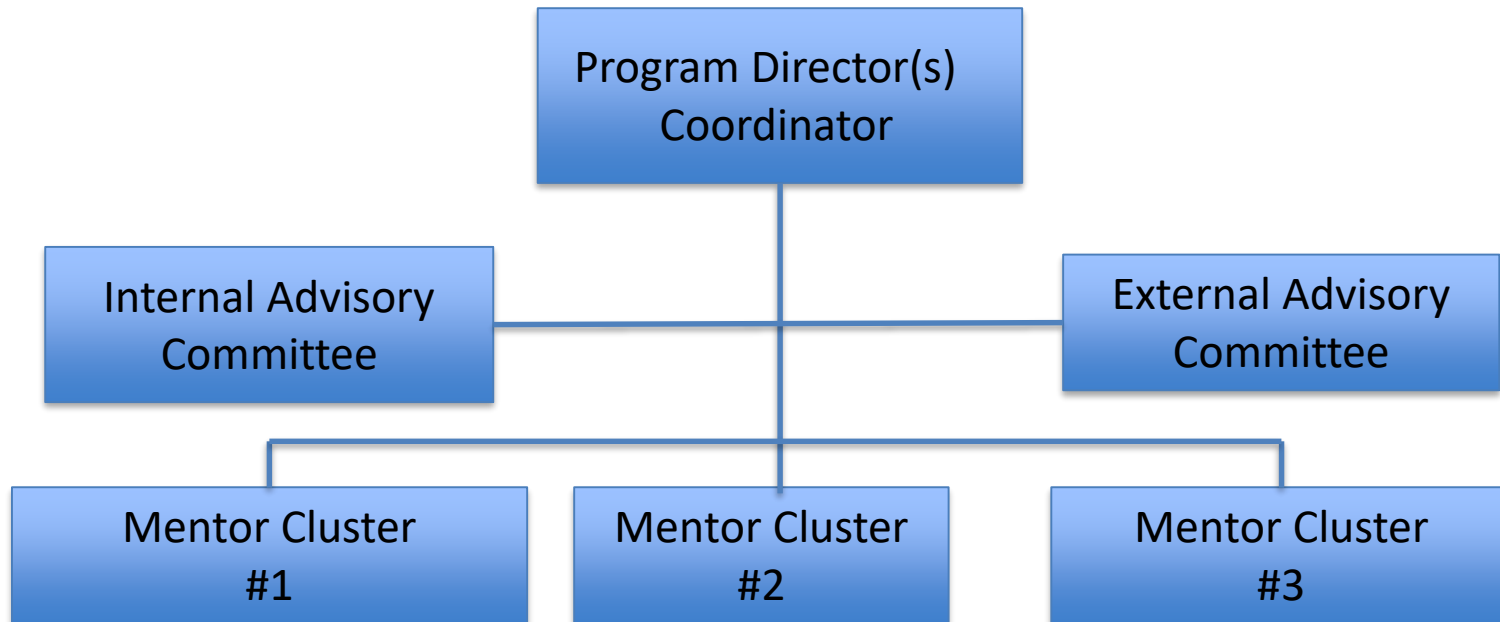 Program Director(s)
Coordinator
Internal Advisory
Committee
External Advisory
Committee
Mentor Cluster
#1
Mentor Cluster
#2
Mentor Cluster
#3